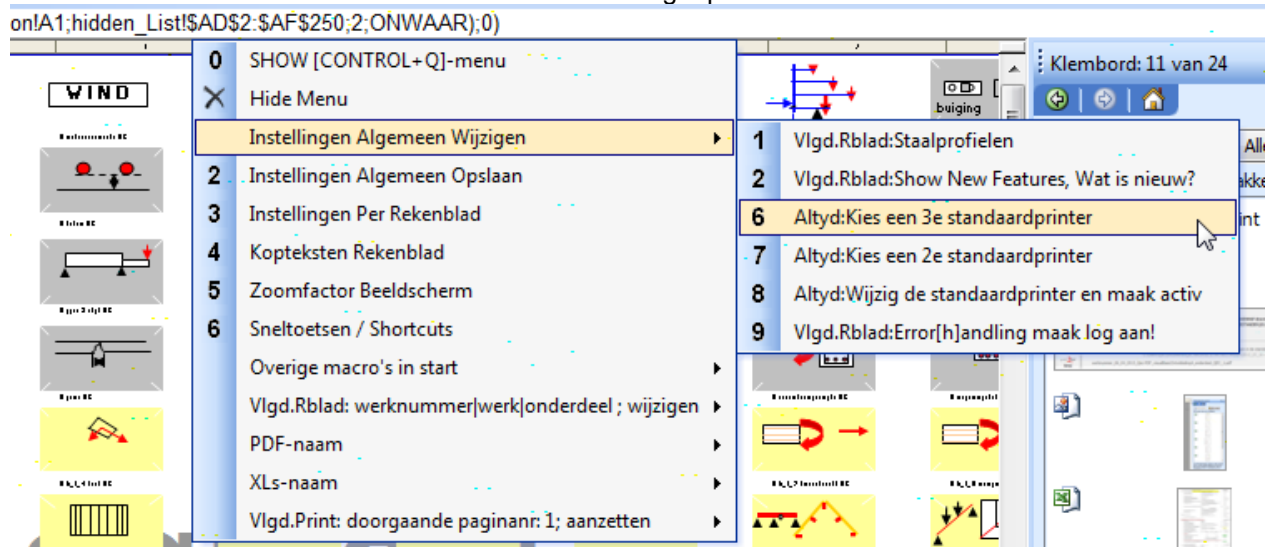 on!A1;hidden_List!$AD$2:$AF$250;2;ONWAAR);0)
WIND
0 SHOW [CONTROL+Q]-menu
Hide Menu
Instellingen Algemeen Wijzigen
2 Instellingen Algemeen Opslaan
3 Instellingen Per Rekenblad
4 Kopteksten Rekenblad
5 Zoomfactor Beeldscherm
6 Sneltoetsen / Shortcuts
Overige macro's in start
Vlgd.Rblad: werknummer|werk|onderdeel ; wijzigen
PDF-naam
XLs-naam
Vlgd.Print: doorgaande paginanr: 1; aanzetten
buiging
Klembord: 11 van 24
1 Vlgd.Rblad:Staalprofielen
2 Vlgd.Rblad:Show New Features, Wat is nieuw?
6 Altyd:Kies een 3e standaardprinter
7 Altyd:Kies een 2e standaardprinter
8 Altyd:Wijzig de standaardprinter en maak activ
9 Vlgd.Rblad:Error[h]andling maak log aan!
Alle
akke
int